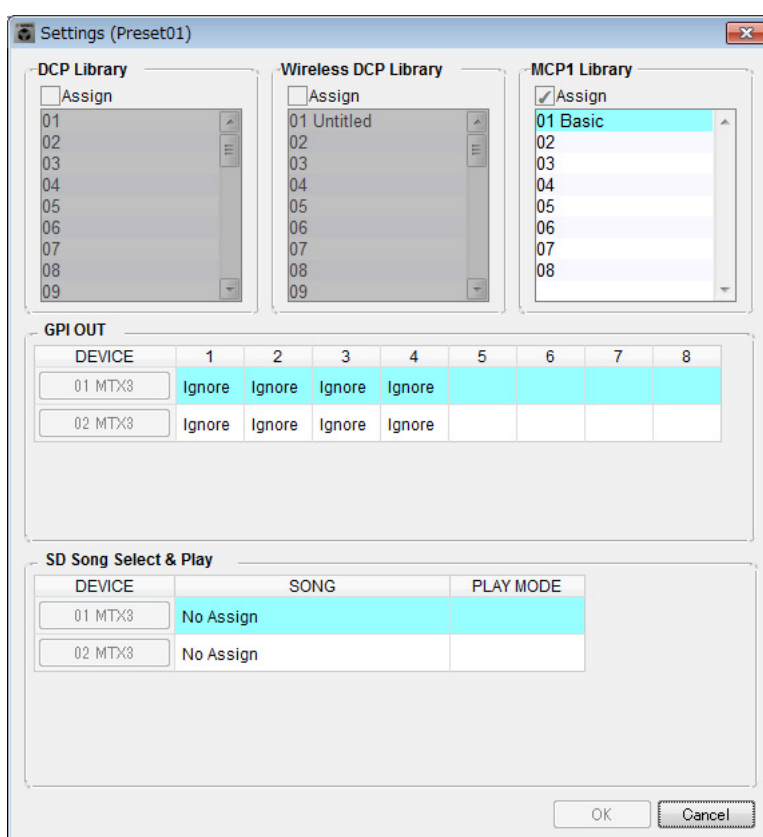 Settings (Preset01)
DCP Library
Assign
01
02
03
04
05
06
07
08
09
Wireless DCP Library
Assign
01 Untitled
02
03
04
05
06
07
08
09
MCP1 Library
Assign
01 Basic
02
03
04
05
06
07
08
GPI OUT
DEVICE 1 2 3 4 5 6 7 8
01 MTX3 Ignore Ignore Ignore Ignore
02 MTX3 Ignore Ignore Ignore Ignore
SD Song Select & Play
DEVICE SONG PLAY MODE
01 MTX3 No Assign
02 MTX3 No Assign
OK Cancel